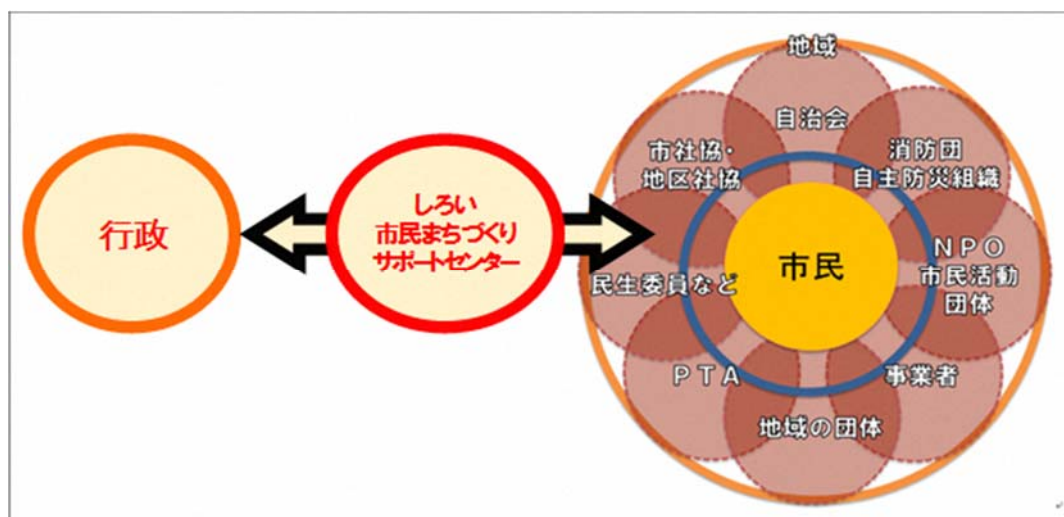 行政
しろい
市民まちづくり
サポートセンター
地域
自治会
市社協・
地区社協
消防団
自主防災組織
市民
民生委員など
ＮＰＯ
市民活動
団体
ＰＴＡ
事業者
地域の団体